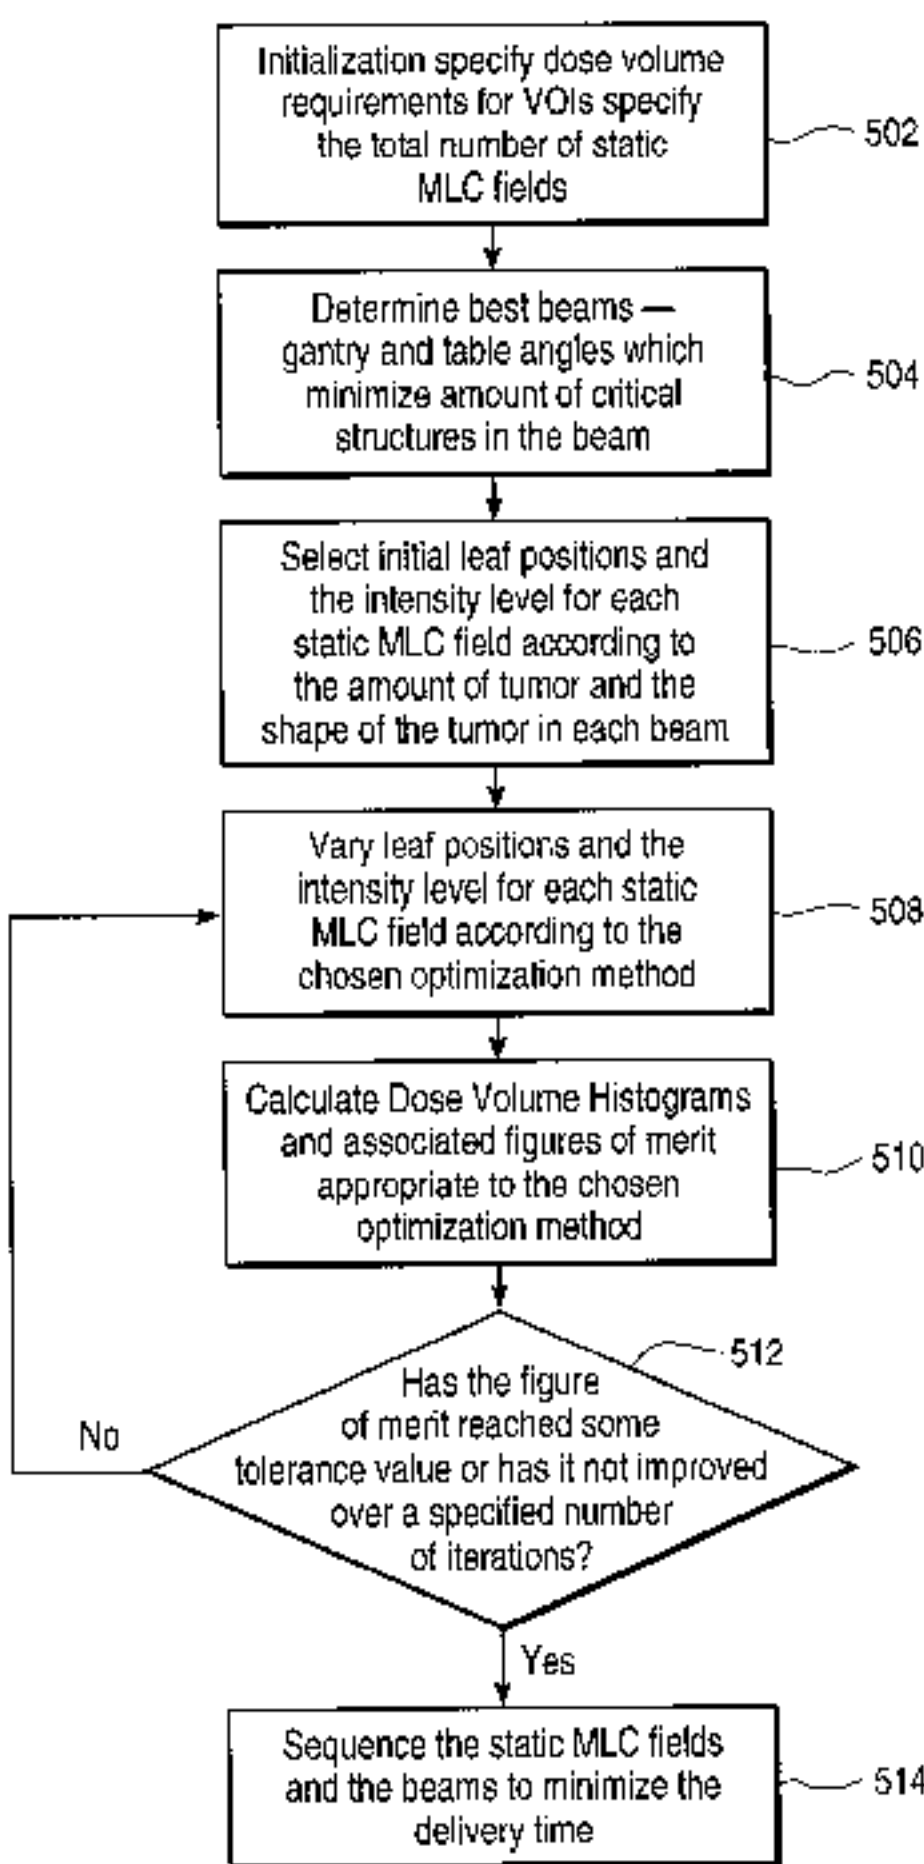 Initialization specify dose volume
requirements for VOIs specify
the total number of static
MLC fields
502
Determine best beams —
gantry and table angles which
minimize amount of critical
structures in the beam
504
Select initial leaf positions and
the intensity level for each
static MLC field according to
the amount of tumor and the
shape of the tumor in each beam
506
Vary leaf positions and the
intensity level for each static
MLC field according to the
chosen optimization method
508
Calculate Dose Volume Histograms
and associated figures of merit
appropriate to the chosen
optimization method
510
512
Has the figure
of merit reached some
tolerance value or has it not improved
over a specified number
of iterations?
No
Yes
Sequence the static MLC fields
and the beams to minimize the
delivery time
514